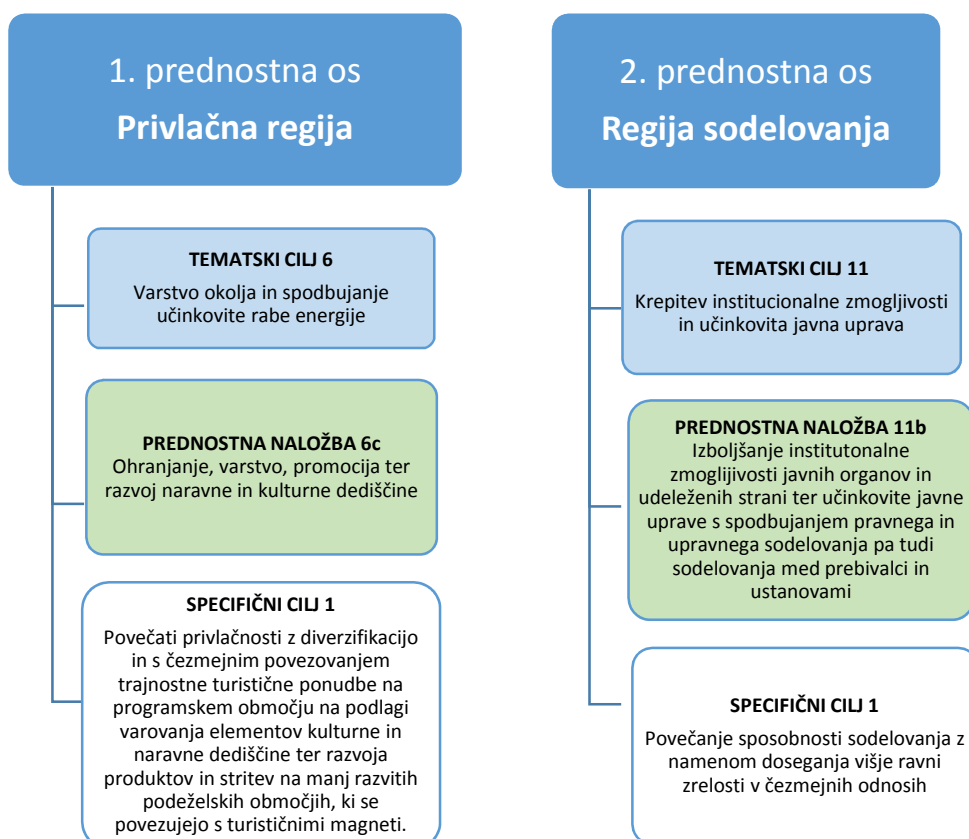 1. prednostna os
Privlačna regija
TEMATSKI CILJ 6
Varstvo okolja in spodbujanje
učinkovite rabe energije
PREDNOSTNA NALOŽBA 6c
Ohranjanje, varstvo, promocija ter
razvoj naravne in kulturne dediščine
SPECIFIČNI CILJ 1
Povečati privlačnosti z diverzifikacijo
in s čezmejnim povezovanjem
trajnostne turistične ponudbe na
programskem območju na podlagi
varovanja elementov kulturne in
naravne dediščine ter razvoja
produktov in stritev na manj razvitih
podeželskih območjih, ki se
povezujejo s turističnimi magneti.
2. prednostna os
Regija sodelovanja
TEMATSKI CILJ 11
Krepitev institucionalne zmogljivosti
in učinkovita javna uprava
PREDNOSTNA NALOŽBA 11b
Izboljšanje institutonalne
zmoglijivosti javnih organov in
udeleženih strani ter učinkovite javne
uprave s spodbujanjem pravnega in
upravnega sodelovanja pa tudi
sodelovanja med prebivalci in
ustanovami
SPECIFIČNI CILJ 1
Povečanje sposobnosti sodelovanja z
namenom doseganja višje ravni
zrelosti v čezmejnih odnosih